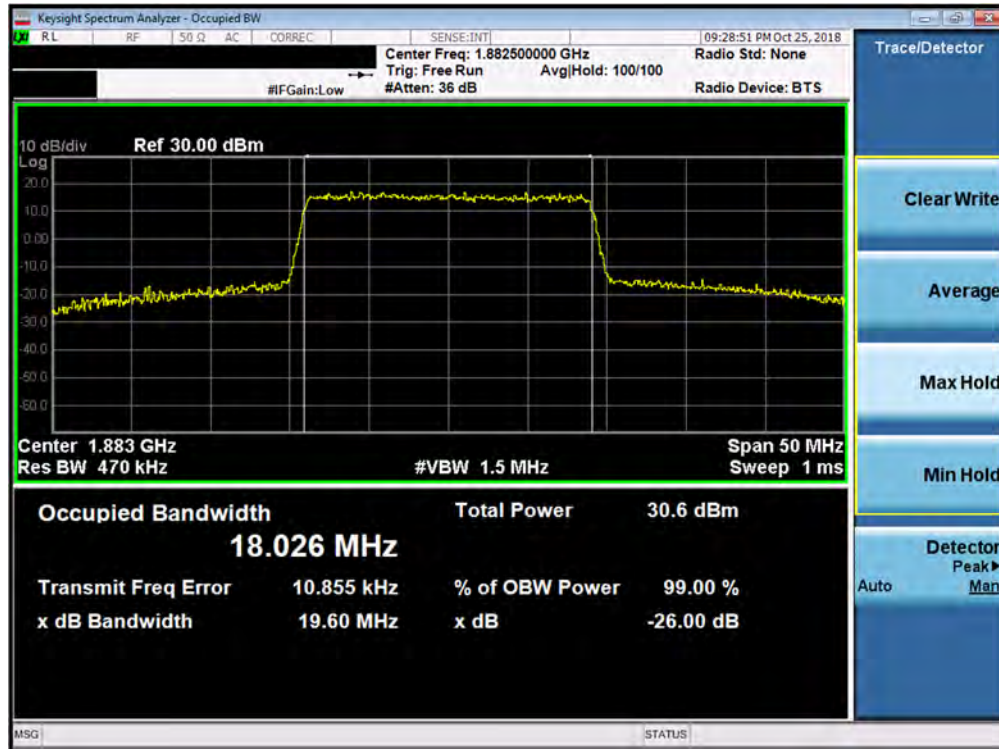 Keysight Spectrum Analyzer - Occupied BW
LXI RL RF 50 Ω AC CORREC SENSE:INT 09:28:51 PM Oct 25, 2018
Center Freq: 1.882500000 GHz Radio Std: None
Trig: Free Run Avg|Hold: 100/100
#IFGain:Low #Atten: 36 dB Radio Device: BTS
10 dB/div Ref 30.00 dBm
Log
20.0
10.0
0.00
-10.0
-20.0
-30.0
-40.0
-50.0
-60.0
Center 1.883 GHz Span 50 MHz
Res BW 470 kHz #VBW 1.5 MHz Sweep 1 ms
Occupied Bandwidth Total Power 30.6 dBm
18.026 MHz
Transmit Freq Error 10.855 kHz % of OBW Power 99.00 %
x dB Bandwidth 19.60 MHz x dB -26.00 dB
MSG STATUS
Trace/Detector
Clear Write
Average
Max Hold
Min Hold
Detector
Peak▶
Auto Man